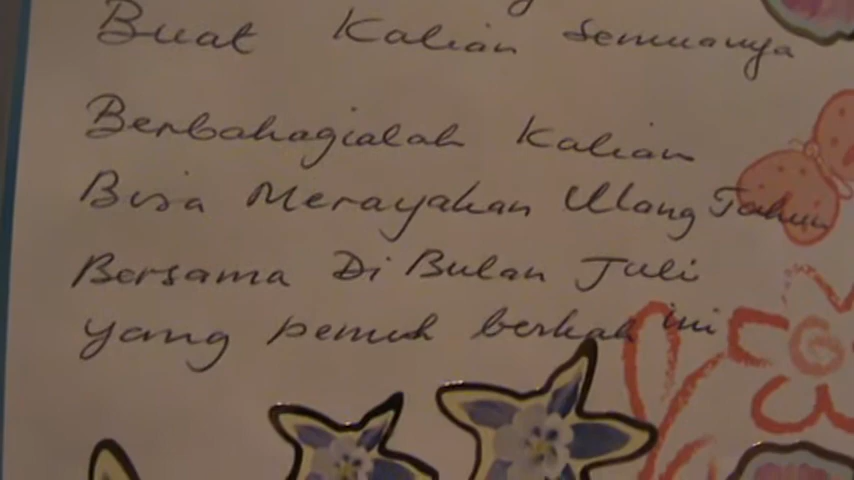 Buat Kalian Semuanya
Berbahagialah Kalian
Bisa Merayakan Ulang Tahun
Bersama Di Bulan Juli
yang penuh berkah ini